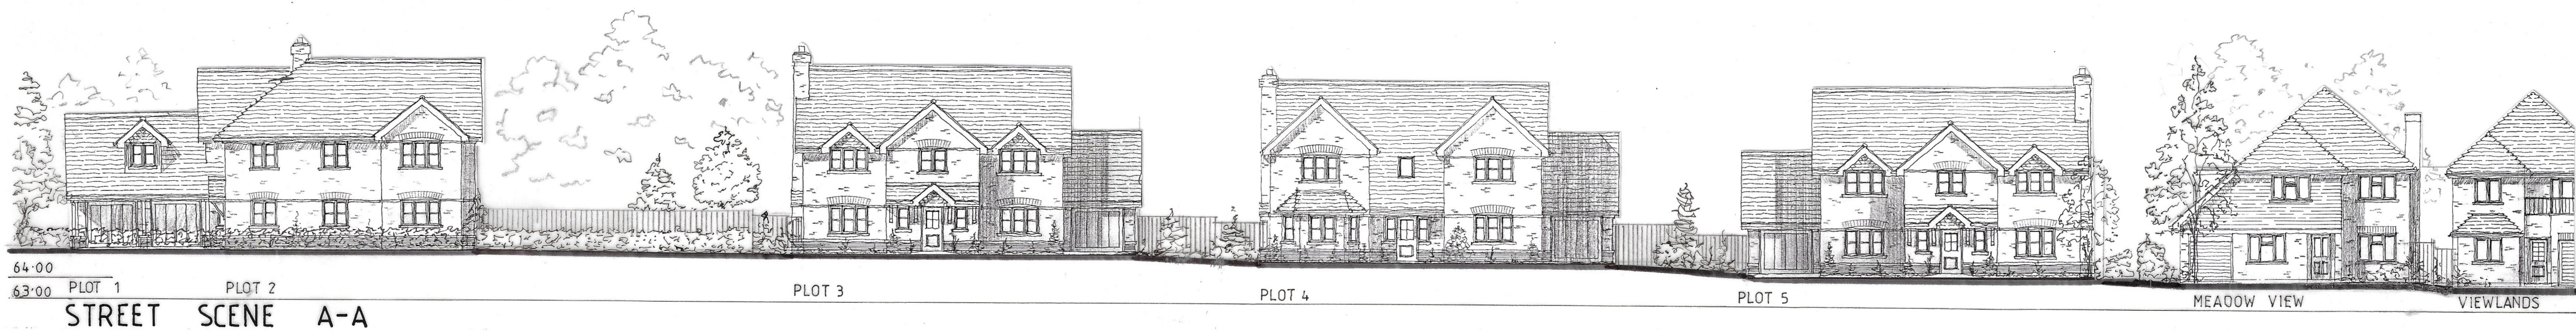 64·00
63·00 PLOT 1 PLOT 2 PLOT 3 PLOT 4 PLOT 5 MEADOW VIEW VIEWLANDS
STREET SCENE A-A